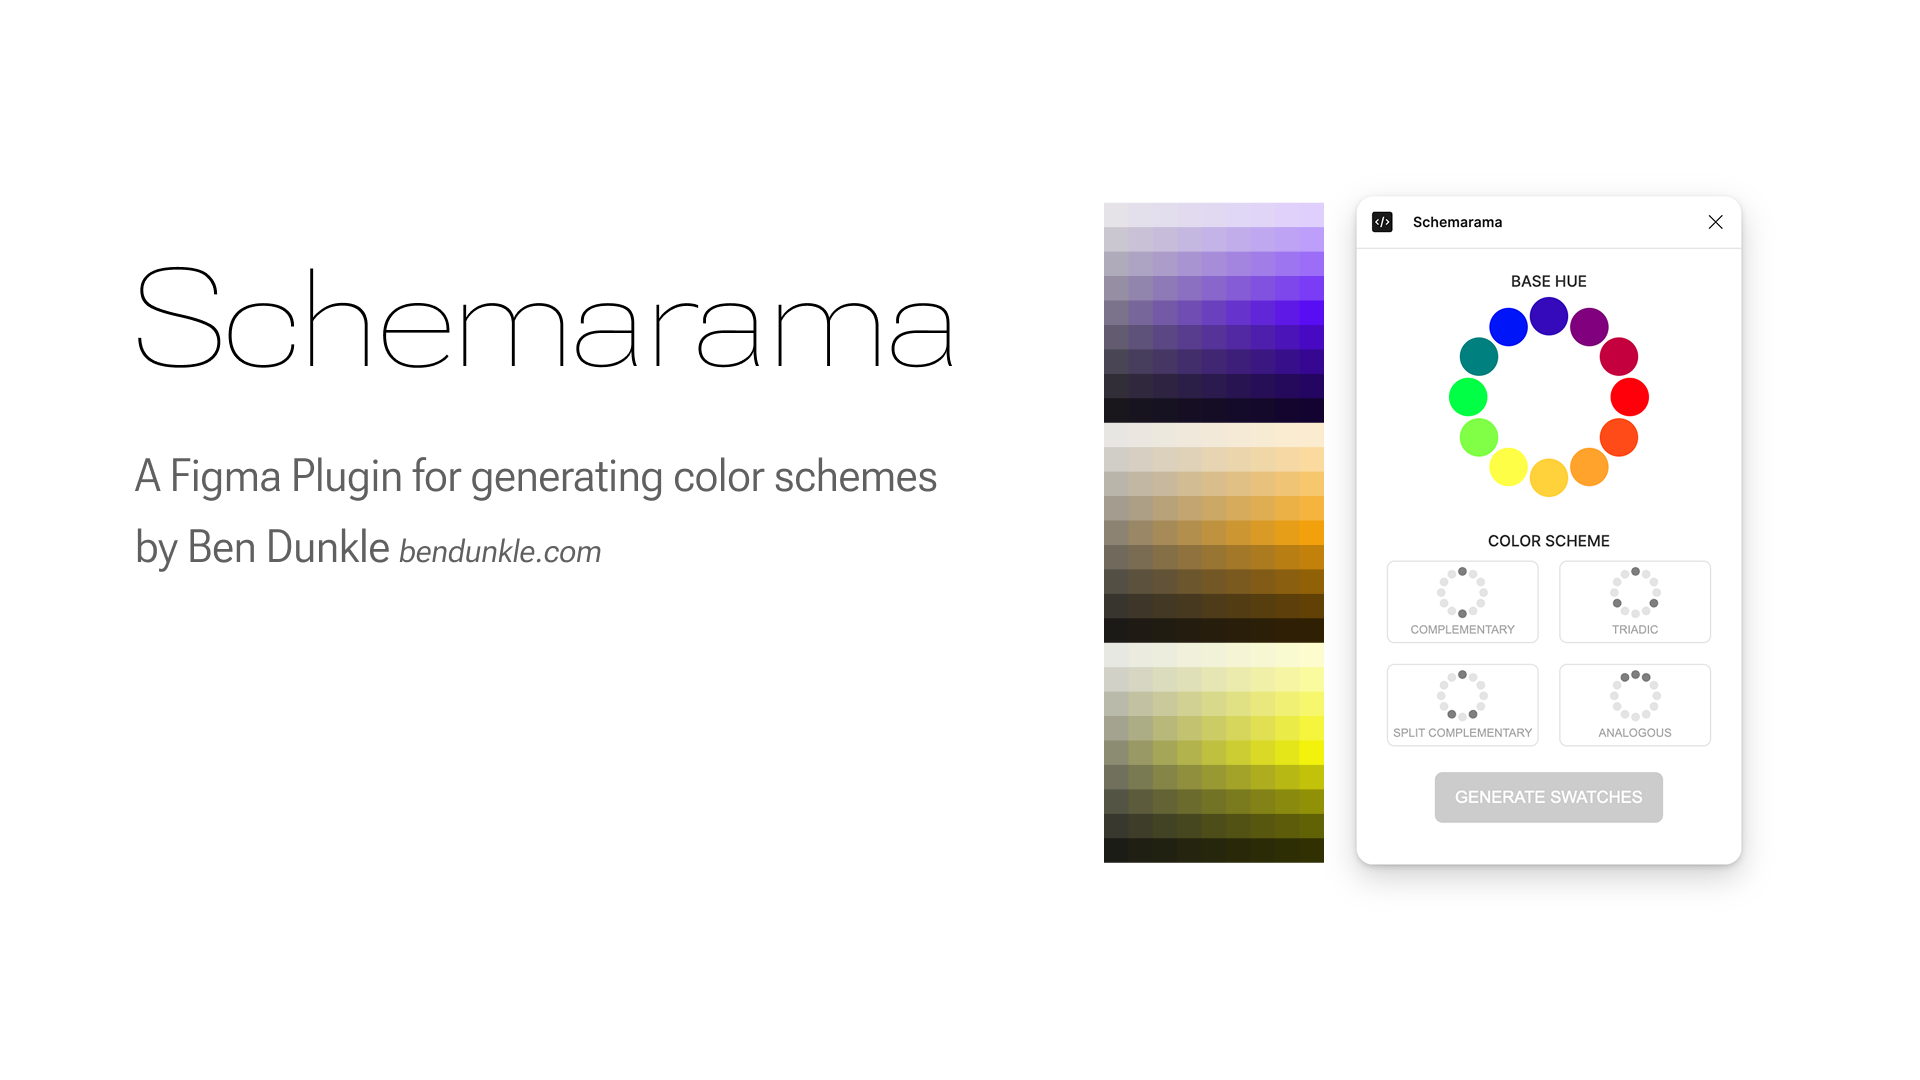 Schemarama
A Figma Plugin for generating color schemes
by Ben Dunkle bendunkle.com
Schemarama
BASE HUE
COLOR SCHEME
COMPLEMENTARY
TRIADIC
SPLIT COMPLEMENTARY
ANALOGOUS
GENERATE SWATCHES